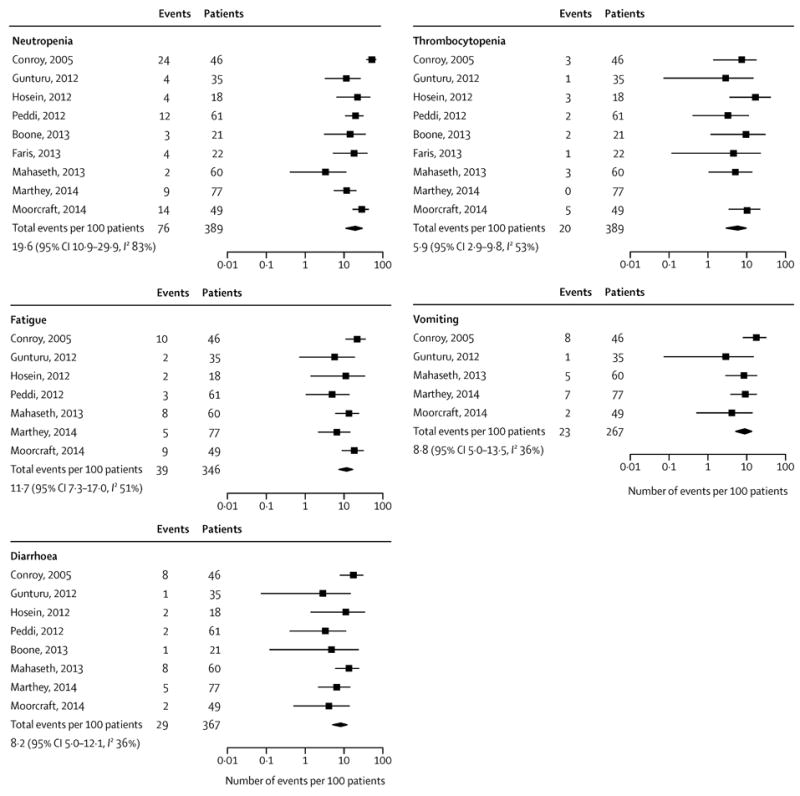 Events Patients
Neutropenia
Conroy, 2005 24 46
Gunturu, 2012 4 35
Hosein, 2012 4 18
Peddi, 2012 12 61
Boone, 2013 3 21
Faris, 2013 4 22
Mahaseth, 2013 2 60
Marthey, 2014 9 77
Moorcraft, 2014 14 49
Total events per 100 patients 76 389
19·6 (95% CI 10·9–29·9, I² 83%)
0·01 0·1 1 10 100
Events Patients
Thrombocytopenia
Conroy, 2005 3 46
Gunturu, 2012 1 35
Hosein, 2012 3 18
Peddi, 2012 2 61
Boone, 2013 2 21
Faris, 2013 1 22
Mahaseth, 2013 3 60
Marthey, 2014 0 77
Moorcraft, 2014 5 49
Total events per 100 patients 20 389
5·9 (95% CI 2·9–9·8, I² 53%)
0·01 0·1 1 10 100
Events Patients
Fatigue
Conroy, 2005 10 46
Gunturu, 2012 2 35
Hosein, 2012 2 18
Peddi, 2012 3 61
Mahaseth, 2013 8 60
Marthey, 2014 5 77
Moorcraft, 2014 9 49
Total events per 100 patients 39 346
11·7 (95% CI 7·3–17·0, I² 51%)
0·01 0·1 1 10 100
Events Patients
Vomiting
Conroy, 2005 8 46
Gunturu, 2012 1 35
Mahaseth, 2013 5 60
Marthey, 2014 7 77
Moorcraft, 2014 2 49
Total events per 100 patients 23 267
8·8 (95% CI 5·0–13·5, I² 36%)
0·01 0·1 1 10 100
Number of events per 100 patients
Events Patients
Diarrhoea
Conroy, 2005 8 46
Gunturu, 2012 1 35
Hosein, 2012 2 18
Peddi, 2012 2 61
Boone, 2013 1 21
Mahaseth, 2013 8 60
Marthey, 2014 5 77
Moorcraft, 2014 2 49
Total events per 100 patients 29 367
8·2 (95% CI 5·0–12·1, I² 36%)
0·01 0·1 1 10 100
Number of events per 100 patients